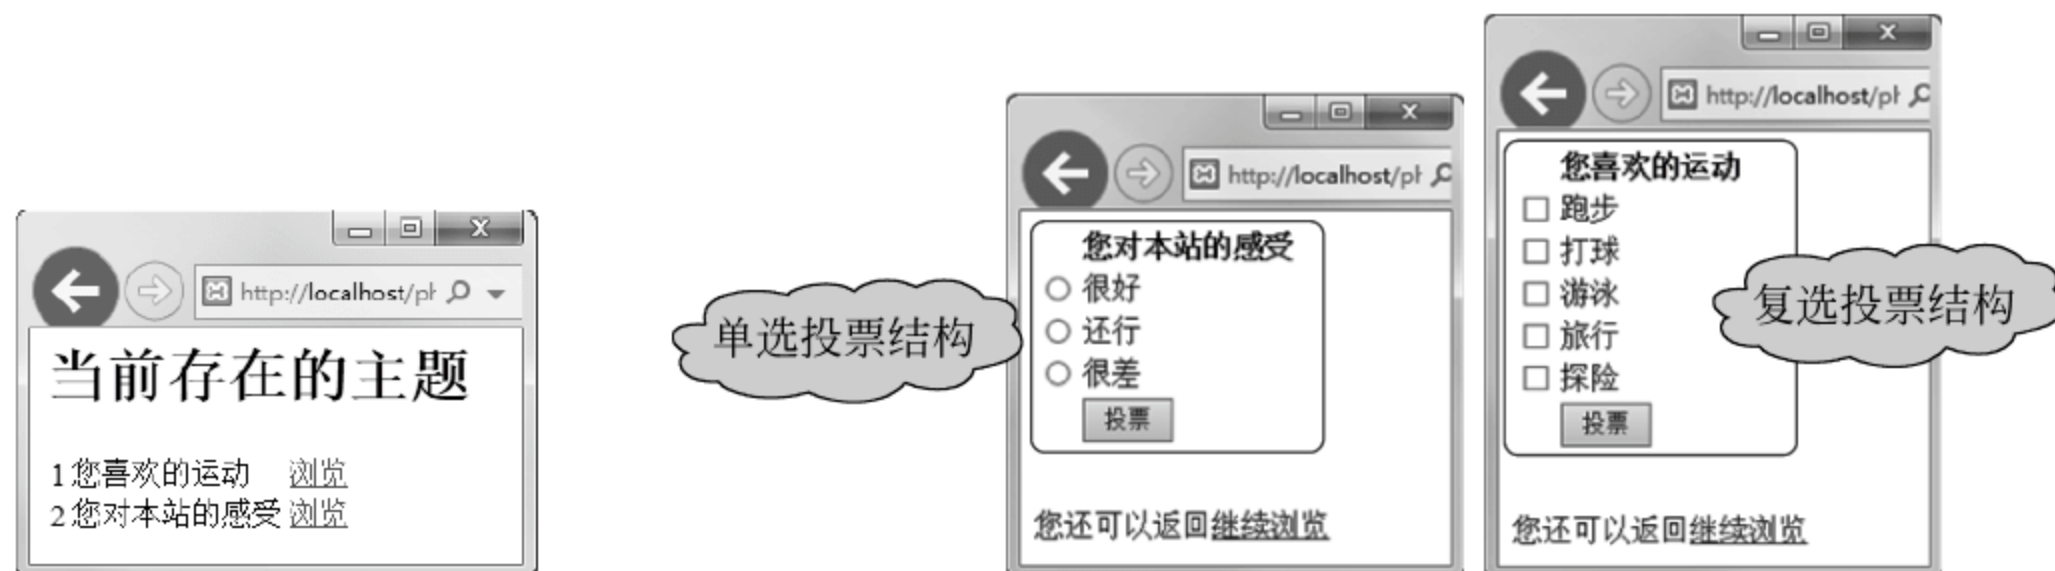 http://localhost/pł
当前存在的主题
1 您喜欢的运动 浏览
2 您对本站的感受 浏览
单选投票结构
http://localhost/pł
您对本站的感受
很好
还行
很差
投票
您还可以返回继续浏览
http://localhost/pł
您喜欢的运动
跑步
打球
游泳
旅行
探险
投票
您还可以返回继续浏览
复选投票结构